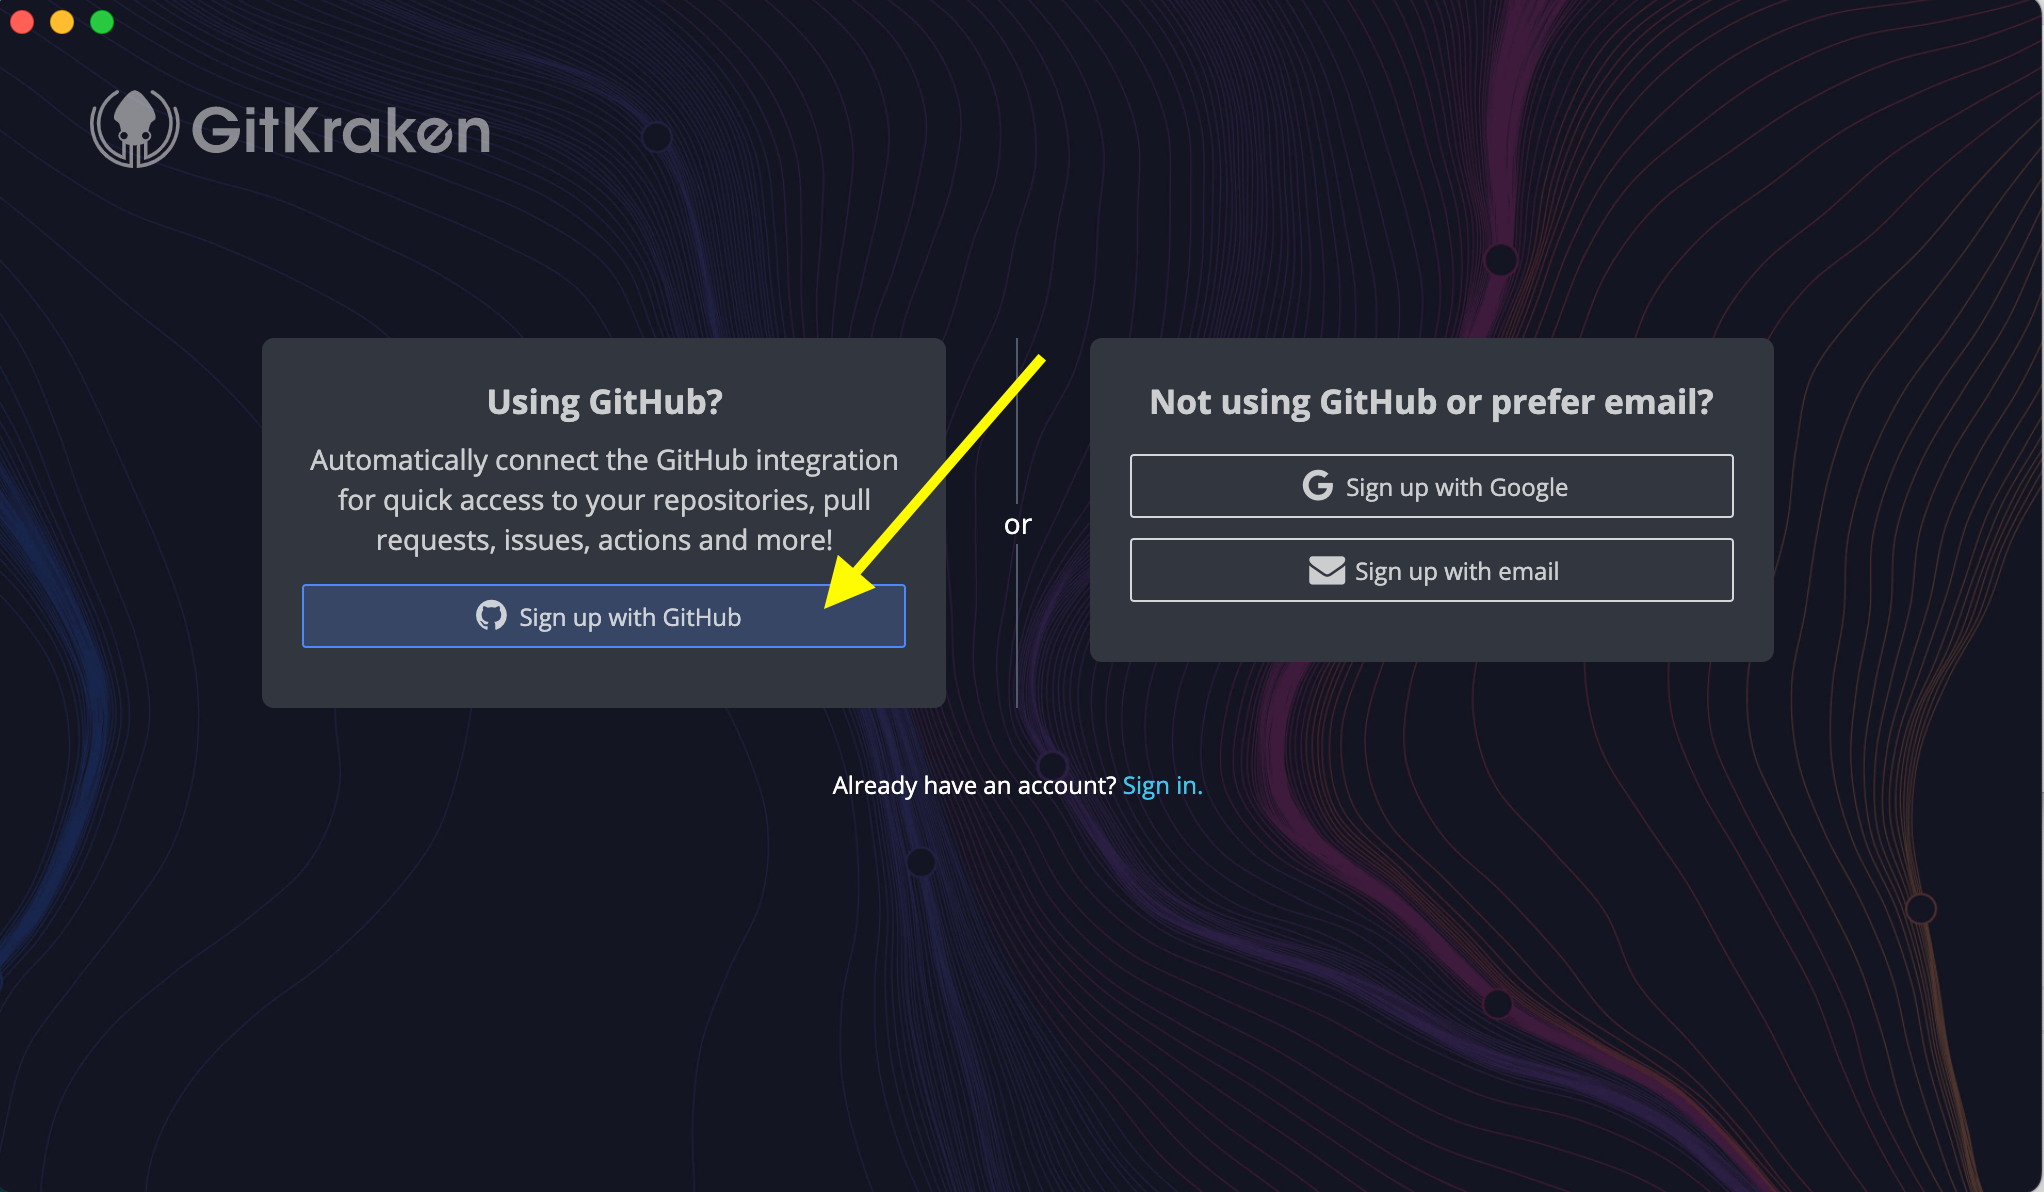 GitKraken
Using GitHub?
Automatically connect the GitHub integration
for quick access to your repositories, pull
requests, issues, actions and more!
Sign up with GitHub
or
Not using GitHub or prefer email?
Sign up with Google
Sign up with email
Already have an account? Sign in.